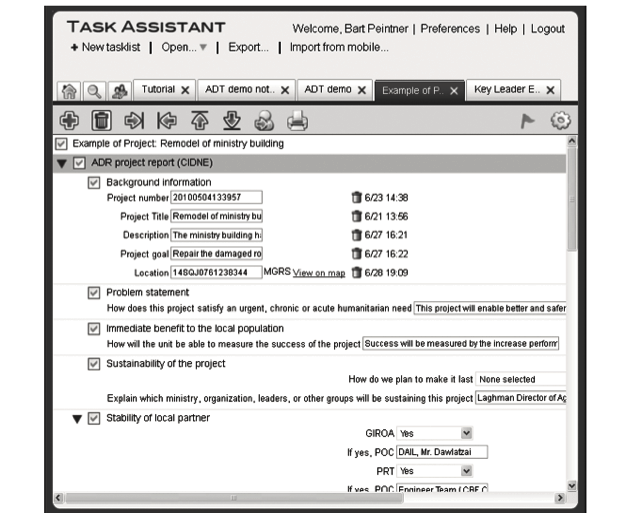 TASK ASSISTANT
Welcome, Bart Peintner | Preferences | Help | Logout
+ New tasklist | Open... ▼ | Export... | Import from mobile...
Tutorial X ADT demo not.. X ADT demo X Example of P.. X Key Leader E.. X
Example of Project: Remodel of ministry building
ADR project report (CIDNE)
Background information
Project number 20100504133957 6/23 14:38
Project Title Remodel of ministry bu 6/21 13:56
Description The ministry building 6/27 16:21
Project goal Repair the damaged ro 6/27 16:22
Location 14SQJ0761238344 MGRS View on map 6/28 19:09
Problem statement
How does this project satisfy an urgent, chronic or acute humanitarian need This project will enable better and safer
Immediate benefit to the local population
How will the unit be able to measure the success of the project Success will be measured by the increase perform
Sustainability of the project
How do we plan to make it last None selected
Explain which ministry, organization, leaders, or other groups will be sustaining this project Laghman Director of Ag
Stability of local partner
GIROA Yes
If yes, POC DAIL, Mr. Dawlatzai
PRT Yes
If yes, POC Engineer Team